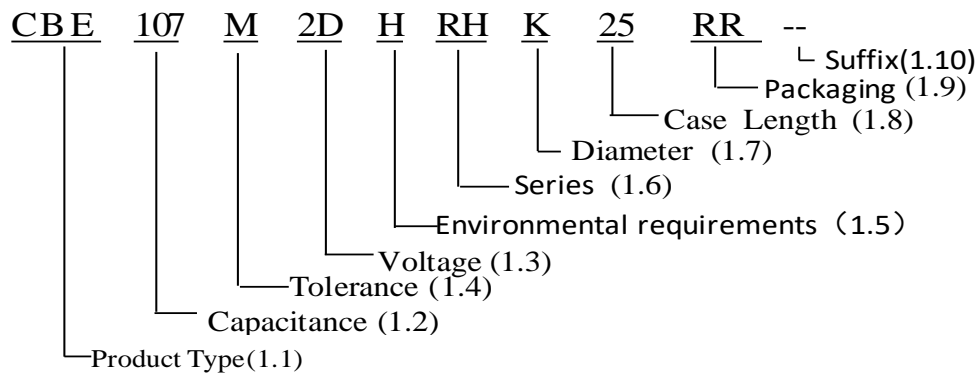 CBE 107 M 2D H RH K 25 RR --
Suffix(1.10)
Packaging (1.9)
Case Length (1.8)
Diameter (1.7)
Series (1.6)
Environmental requirements（1.5）
Voltage (1.3)
Tolerance (1.4)
Capacitance (1.2)
Product Type(1.1)